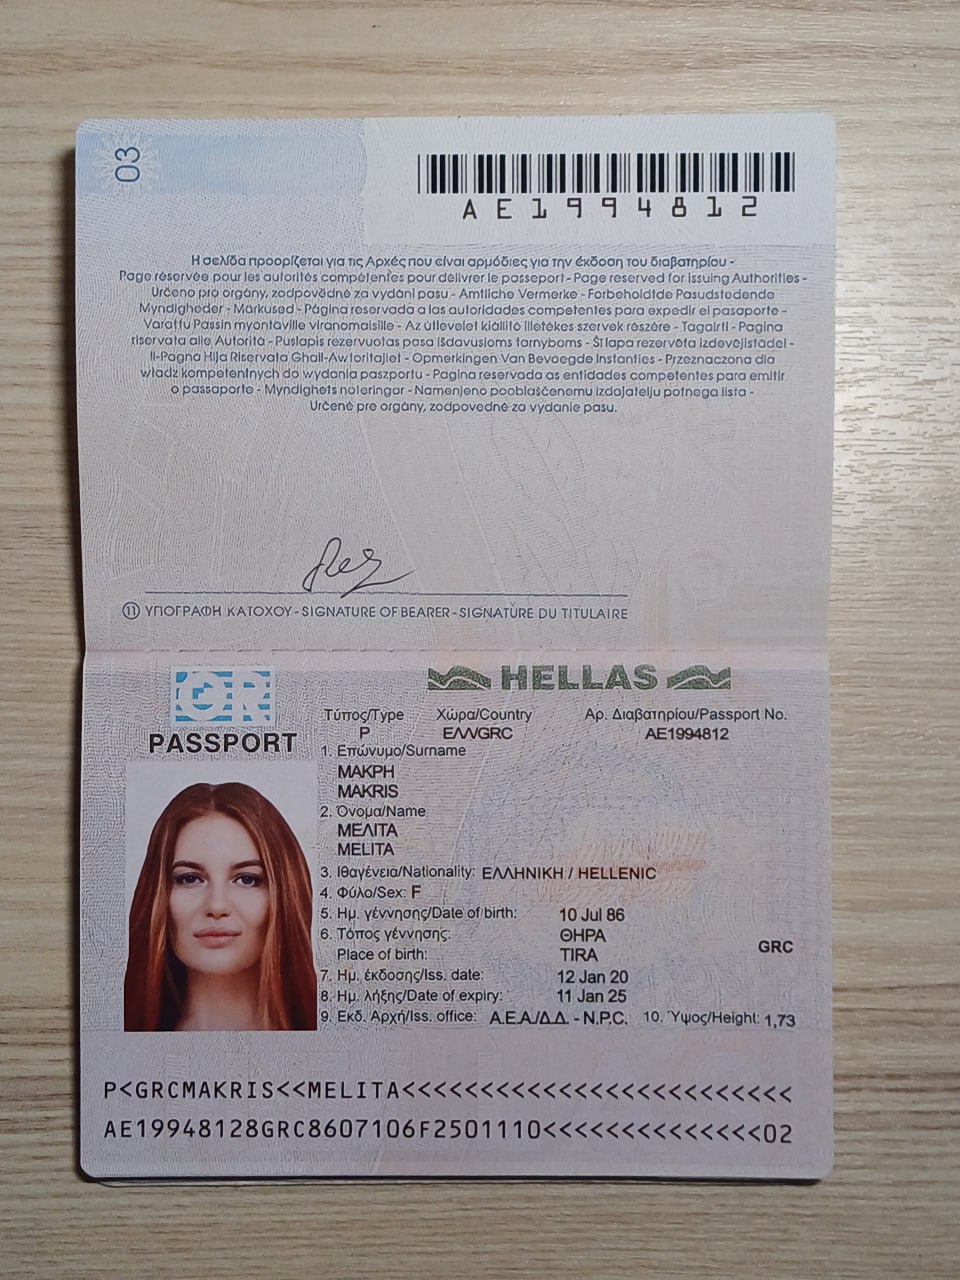 03
AE1994812
Η σελίδα προορίζεται για τις Αρχές που είναι αρμόδιες για την έκδοση του διαβατηρίου -
Page réservée pour les autorités compétentes pour délivrer le passeport - Page reserved for issuing Authorities -
Určeno pro orgány, zodpovědné za vydání pasu - Amtliche Vermerke - Forbeholdtde Pasudstedende
Myndigheder - Märkused - Página reservada a las autoridades competentes para expedir el pasaporte -
Varattu Passin myöntäville viranomaisille - Az útlevelet kiállító illetékes szervek részére - Tagairtí - Pagina
riservata alle Autorità - Puslapis rezervuotas pasą išdavusioms tarnyboms - Šī lapa rezervēta izdevējiestādei -
Il-Paġna Hija Riservata Għall-Awtoritajiet - Opmerkingen Van Bevoegde Instanties - Przeznaczona dla
władz kompetentnych do wydania paszportu - Pagina reservada as entidades competentes para emitir
o passaporte - Myndighets noteringar - Namenjeno pooblaščenemu izdajatelju potnega lista -
Určené pre orgány, zodpovedné za vydanie pasu.
11 ΥΠΟΓΡΑΦΗ ΚΑΤΟΧΟΥ - SIGNATURE OF BEARER - SIGNATURE DU TITULAIRE
GR
HELLAS
PASSPORT
Τύπος/Type Χώρα/Country Αρ. Διαβατηρίου/Passport No.
P ΕΛΛ/GRC AE1994812
1. Επώνυμο/Surname
ΜΑΚΡΗ
MAKRIS
2. Όνομα/Name
ΜΕΛΙΤΑ
MELITA
3. Ιθαγένεια/Nationality: ΕΛΛΗΝΙΚΗ / HELLENIC
4. Φύλο/Sex: F
5. Ημ. γέννησης/Date of birth: 10 Jul 86
6. Τόπος γέννησης: ΘΗΡΑ
Place of birth: TIRA GRC
7. Ημ. έκδοσης/Iss. date: 12 Jan 20
8. Ημ. λήξης/Date of expiry: 11 Jan 25
9. Εκδ. Αρχή/Iss. office: Α.Ε.Α./Δ.Δ. - N.P.C. 10. Ύψος/Height: 1,73
P<GRCMAKRIS<<MELITA<<<<<<<<<<<<<<<<<<<<<<<<<
AE19948128GRC8607106F2501110<<<<<<<<<<<<<<02